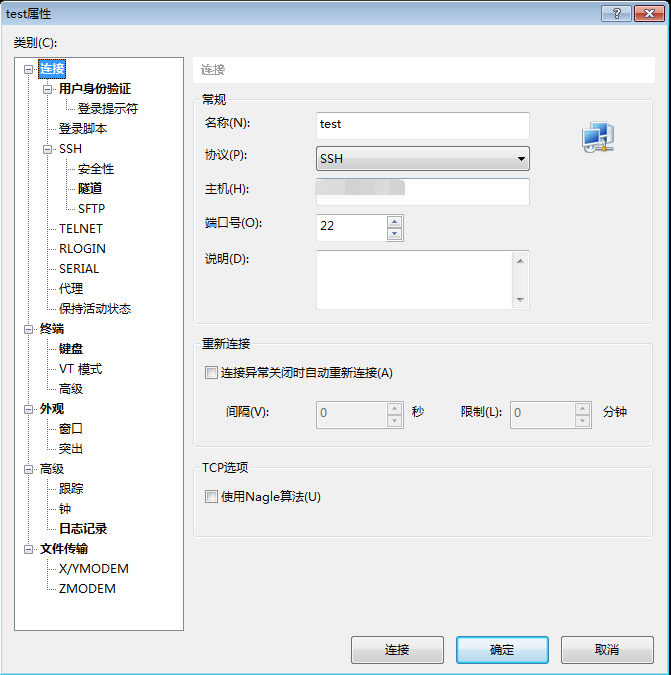 test属性
类别(C):
连接
用户身份验证
登录提示符
登录脚本
SSH
安全性
隧道
SFTP
TELNET
RLOGIN
SERIAL
代理
保持活动状态
终端
键盘
VT 模式
高级
外观
窗口
突出
高级
跟踪
钟
日志记录
文件传输
X/YMODEM
ZMODEM
连接
常规
名称(N): test
协议(P): SSH
主机(H):
端口号(O): 22
说明(D):
重新连接
连接异常关闭时自动重新连接(A)
间隔(V): 0 秒 限制(L): 0 分钟
TCP选项
使用Nagle算法(U)
连接 确定 取消